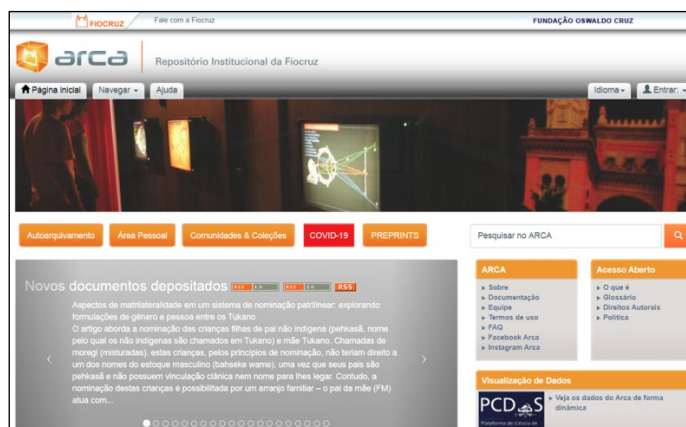 FIOCRUZ
Fale com a Fiocruz
FUNDAÇÃO OSWALDO CRUZ
arca
Repositório Institucional da Fiocruz
Página inicial
Navegar
Ajuda
Idioma
Entrar:
Autoarquivamento
Área Pessoal
Comunidades & Coleções
COVID-19
PREPRINTS
Pesquisar no ARCA
Novos documentos depositados
RSS
Aspectos de matrilateralidade em um sistema de nominação patrilinear: explorando
formulações de gênero e pessoa entre os Tukano
O artigo aborda a nominação das crianças filhas de pai não indígena (pehkasã, nome
pelo qual os não indígenas são chamados em Tukano) e mãe Tukano. Chamadas de
moregi (misturadas), estas crianças, pelos princípios de nominação, não teriam direito a
um dos nomes do estoque masculino (bahseke wame), uma vez que seus pais são
pehkasã e não possuem vinculação clânica nem nome para lhes legar. Contudo, a
nominação destas crianças é possibilitada por um arranjo familiar – o pai da mãe (FM)
atua com...
ARCA
Sobre
Documentação
Equipe
Termos de uso
FAQ
Facebook Arca
Instagram Arca
Acesso Aberto
O que é
Glossário
Direitos Autorais
Política
Visualização de Dados
PCDaS
Plataforma de Ciência de
Veja os dados do Arca de forma
dinâmica